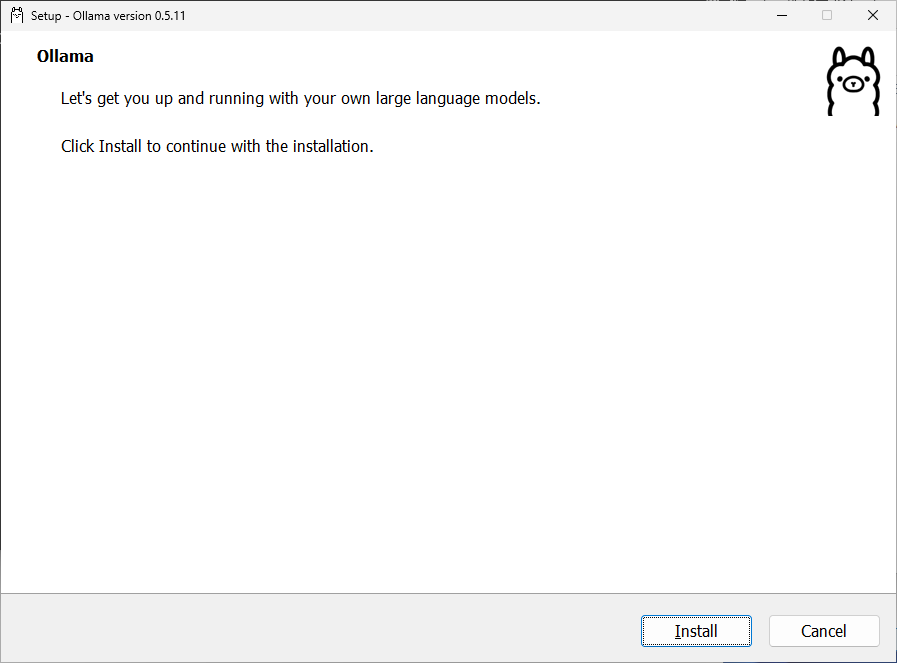 Setup - Ollama version 0.5.11
Ollama
Let's get you up and running with your own large language models.
Click Install to continue with the installation.
Install
Cancel